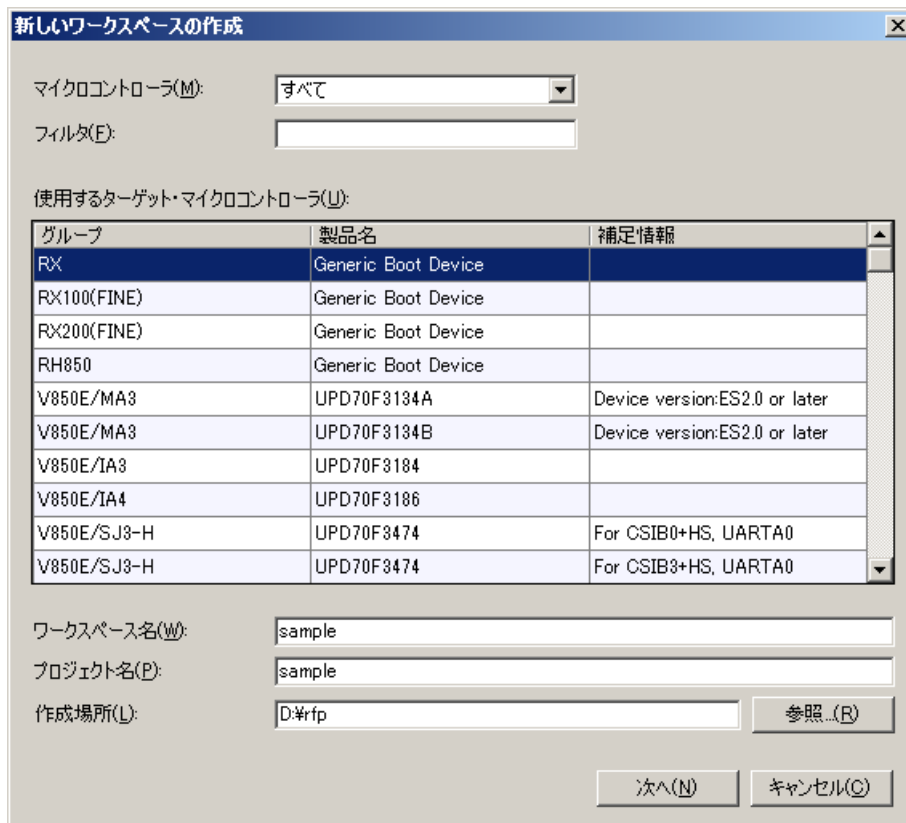 新しいワークスペースの作成
マイクロコントローラ(M): すべて
フィルタ(F):
使用するターゲット・マイクロコントローラ(U):
グループ 製品名 補足情報
RX Generic Boot Device
RX100(FINE) Generic Boot Device
RX200(FINE) Generic Boot Device
RH850 Generic Boot Device
V850E/MA3 UPD70F3134A Device version:ES2.0 or later
V850E/MA3 UPD70F3134B Device version:ES2.0 or later
V850E/IA3 UPD70F3184
V850E/IA4 UPD70F3186
V850E/SJ3-H UPD70F3474 For CSIB0+HS, UARTA0
V850E/SJ3-H UPD70F3474 For CSIB3+HS, UARTA0
ワークスペース名(W): sample
プロジェクト名(P): sample
作成場所(L): D:¥rfp 参照...(R)
次へ(N) キャンセル(C)